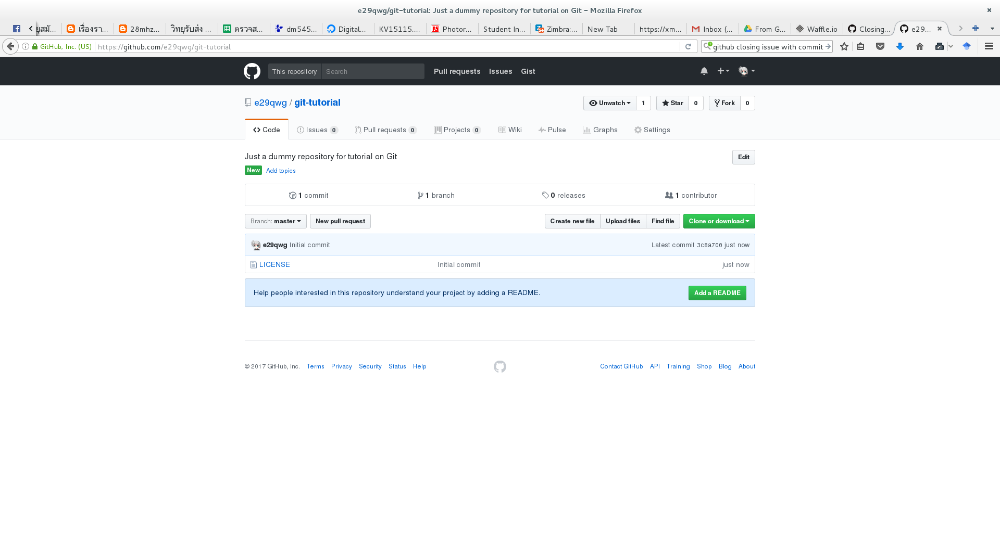 e29qwg/git-tutorial: Just a dummy repository for tutorial on Git - Mozilla Firefox
ยุสมั... เรื่องรา... 28mhz... วิทยุรับส่ง ... ตรวจส... dm545... Digital... KV15115.... Photor... Student In... Zimbra:... New Tab https://xm... Inbox (... From G... Waffle.io Closing... e29...
GitHub, Inc. (US) https://github.com/e29qwg/git-tutorial github closing issue with commit
This repository Search Pull requests Issues Gist
e29qwg / git-tutorial Unwatch 1 Star 0 Fork 0
Code Issues 0 Pull requests 0 Projects 0 Wiki Pulse Graphs Settings
Just a dummy repository for tutorial on Git Edit
New Add topics
1 commit 1 branch 0 releases 1 contributor
Branch: master New pull request Create new file Upload files Find file Clone or download
e29qwg Initial commit Latest commit 3c8a700 just now
LICENSE Initial commit just now
Help people interested in this repository understand your project by adding a README. Add a README
© 2017 GitHub, Inc. Terms Privacy Security Status Help Contact GitHub API Training Shop Blog About